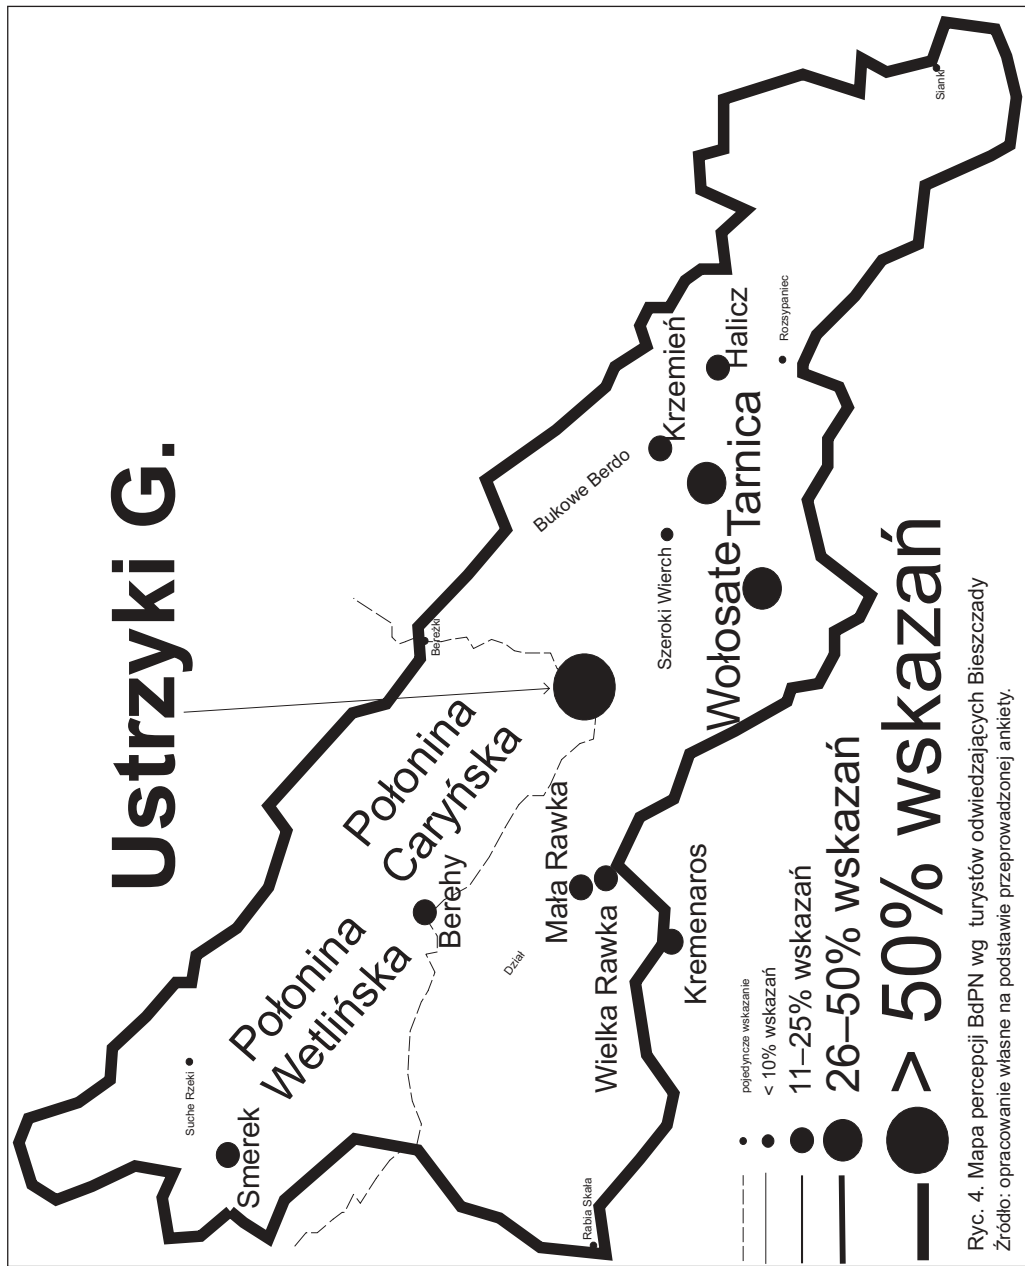 Ustrzyki G.
Sianki
Rozsypaniec
Halicz
Krzemień
Tarnica
Bukowe Berdo
Szeroki Wierch
Wołosate
Bereżki
Połonina
Caryńska
Mała Rawka
Wielka Rawka
Kremenaros
Berehy
Dział
Połonina
Wetlińska
Suche Rzeki
Smerek
Rabia Skała
pojedyncze wskazanie
< 10% wskazań
11–25% wskazań
26–50% wskazań
> 50% wskazań
Ryc. 4. Mapa percepcji BdPN wg turystów odwiedzających Bieszczady
Źródło: opracowanie własne na podstawie przeprowadzonej ankiety.